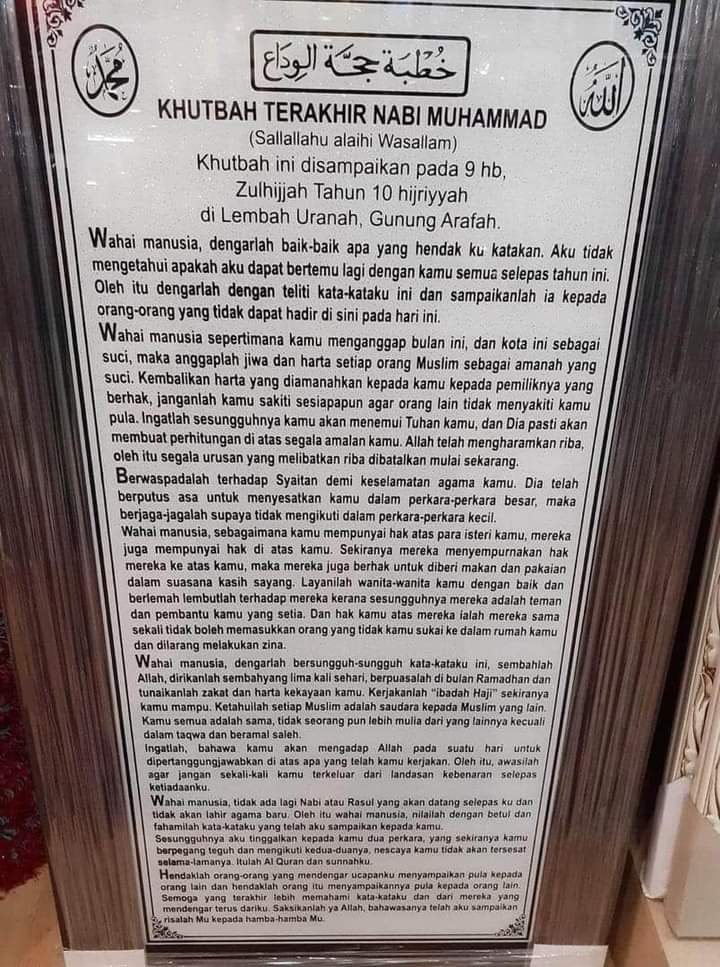 محمد
خطبة حجة الوداع
الله
KHUTBAH TERAKHIR NABI MUHAMMAD
(Sallallahu alaihi Wasallam)
Khutbah ini disampaikan pada 9 hb,
Zulhijjah Tahun 10 hijriyyah
di Lembah Uranah, Gunung Arafah.
Wahai manusia, dengarlah baik-baik apa yang hendak ku katakan. Aku tidak
mengetahui apakah aku dapat bertemu lagi dengan kamu semua selepas tahun ini.
Oleh itu dengarlah dengan teliti kata-kataku ini dan sampaikanlah ia kepada
orang-orang yang tidak dapat hadir di sini pada hari ini.
Wahai manusia sepertimana kamu menganggap bulan ini, dan kota ini sebagai
suci, maka anggaplah jiwa dan harta setiap orang Muslim sebagai amanah yang
suci. Kembalikan harta yang diamanahkan kepada kamu kepada pemiliknya yang
berhak, janganlah kamu sakiti sesiapapun agar orang lain tidak menyakiti kamu
pula. Ingatlah sesungguhnya kamu akan menemui Tuhan kamu, dan Dia pasti akan
membuat perhitungan di atas segala amalan kamu. Allah telah mengharamkan riba,
oleh itu segala urusan yang melibatkan riba dibatalkan mulai sekarang.
Berwaspadalah terhadap Syaitan demi keselamatan agama kamu. Dia telah
berputus asa untuk menyesatkan kamu dalam perkara-perkara besar, maka
berjaga-jagalah supaya tidak mengikuti dalam perkara-perkara kecil.
Wahai manusia, sebagaimana kamu mempunyai hak atas para isteri kamu, mereka
juga mempunyai hak di atas kamu. Sekiranya mereka menyempurnakan hak
mereka ke atas kamu, maka mereka juga berhak untuk diberi makan dan pakaian
dalam suasana kasih sayang. Layanilah wanita-wanita kamu dengan baik dan
berlemah lembutlah terhadap mereka kerana sesungguhnya mereka adalah teman
dan pembantu kamu yang setia. Dan hak kamu atas mereka ialah mereka sama
sekali tidak boleh memasukkan orang yang tidak kamu sukai ke dalam rumah kamu
dan dilarang melakukan zina.
Wahai manusia, dengarlah bersungguh-sungguh kata-kataku ini, sembahlah
Allah, dirikanlah sembahyang lima kali sehari, berpuasalah di bulan Ramadhan dan
tunaikanlah zakat dan harta kekayaan kamu. Kerjakanlah “ibadah Haji” sekiranya
kamu mampu. Ketahuilah setiap Muslim adalah saudara kepada Muslim yang lain.
Kamu semua adalah sama, tidak seorang pun lebih mulia dari yang lainnya kecuali
dalam taqwa dan beramal saleh.
Ingatlah, bahawa kamu akan mengadap Allah pada suatu hari untuk
dipertanggungjawabkan di atas apa yang telah kamu kerjakan. Oleh itu, awasilah
agar jangan sekali-kali kamu terkeluar dari landasan kebenaran selepas
ketiadaanku.
Wahai manusia, tidak ada lagi Nabi atau Rasul yang akan datang selepas ku dan
tidak akan lahir agama baru. Oleh itu wahai manusia, nilailah dengan betul dan
fahamilah kata-kataku yang telah aku sampaikan kepada kamu.
Sesungguhnya aku tinggalkan kepada kamu dua perkara, yang sekiranya kamu
berpegang teguh dan mengikuti kedua-duanya, nescaya kamu tidak akan tersesat
selama-lamanya. Itulah Al Quran dan sunnahku.
Hendaklah orang-orang yang mendengar ucapanku menyampaikan pula kepada
orang lain dan hendaklah orang itu menyampaikannya pula kepada orang lain.
Semoga yang terakhir lebih memahami kata-kataku dan dari mereka yang
mendengar terus dariku. Saksikanlah ya Allah, bahawasanya telah aku sampaikan
risalah Mu kepada hamba-hamba Mu.